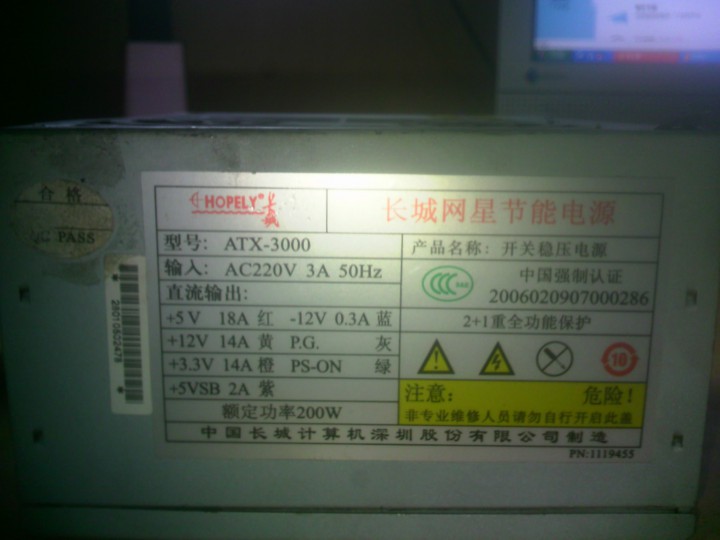 合格
QC PASS
HOPELY® 长城
长城网星节能电源
型号: ATX-3000
产品名称: 开关稳压电源
输入: AC220V 3A 50Hz
中国强制认证
2006020907000286
直流输出:
+5V 18A 红 -12V 0.3A 蓝
2+1重全功能保护
+12V 14A 黄 P.G. 灰
+3.3V 14A 橙 PS-ON 绿
10
+5VSB 2A 紫
注意: 危险!
额定功率200W
非专业维修人员请勿自行开启此盖
中国长城计算机深圳股份有限公司制造
PN:1119455